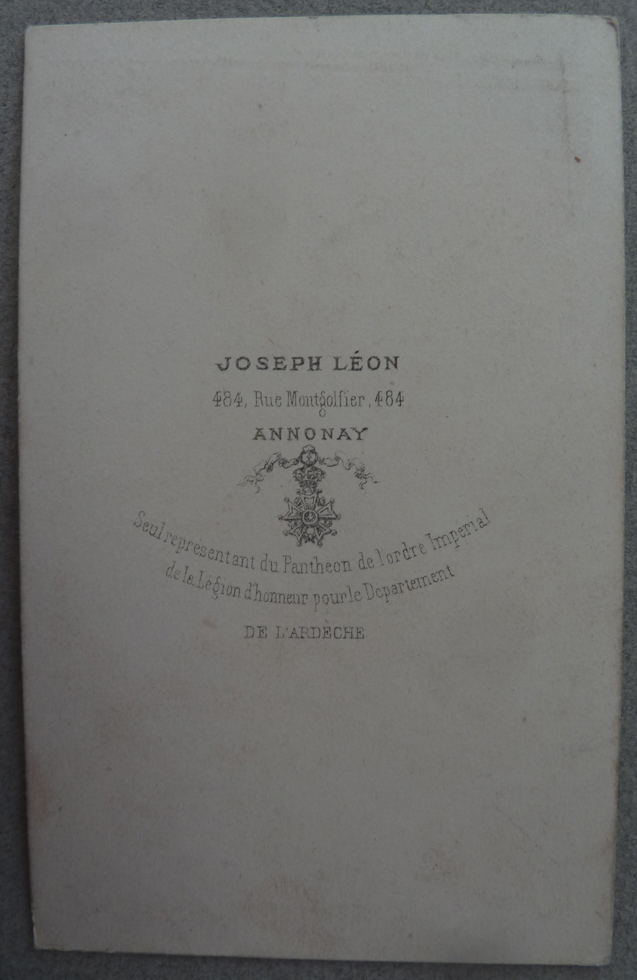 JOSEPH LÉON
484, Rue Montgolfier, 484
ANNONAY
Seul représentant du Pantheon de l'ordre Imperial
de la Légion d'honneur pour le Departement
DE L'ARDÈCHE